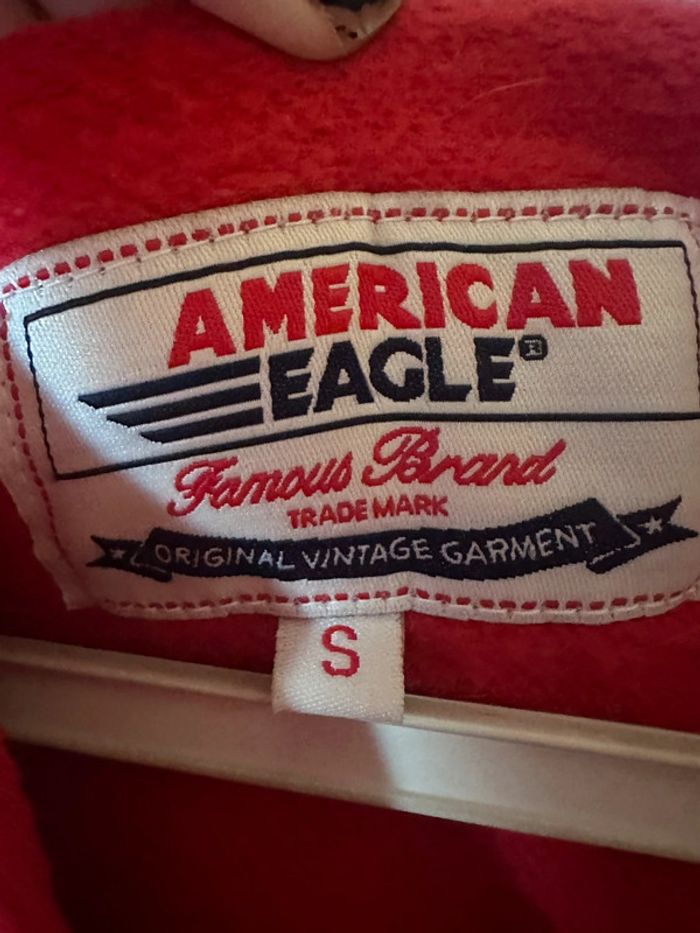 AMERICAN
EAGLE®
Famous Brand
TRADE MARK
ORIGINAL VINTAGE GARMENT
S